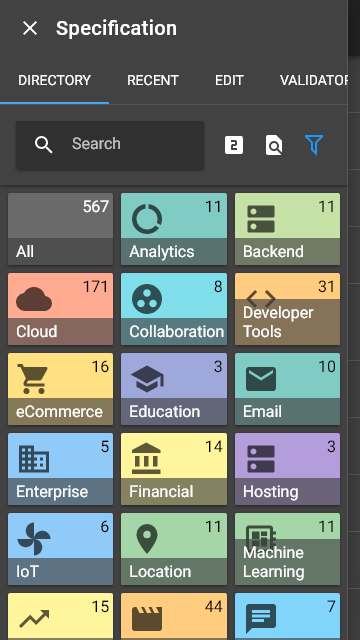 Specification
DIRECTORY RECENT EDIT VALIDATOR
Search 2
567 11 11
All Analytics Backend
171 8 31
Cloud Collaboration Developer
Tools
16 3 10
eCommerce Education Email
5 14 3
Enterprise Financial Hosting
6 11 11
IoT Location Machine
Learning
15 44 7